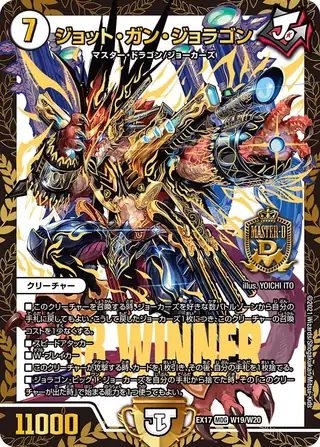 7
ジョット・ガン・ジョラゴン
マスター・ドラゴン/ジョーカーズ
J
MASTER-D
D
クリーチャー
illus. YOICHI ITO
■このクリーチャーを召喚する時、ジョーカーズを好きな数バトルゾーンから自分の
手札に戻してもよい。こうして戻したジョーカーズ1枚につき、このクリーチャーの召喚
コストを1少なくする。
■スピードアタッカー
■W・ブレイカー
■このクリーチャーが攻撃する時、カードを1枚引き、その後、自分の手札を1枚捨てる。
■ジョラゴン・ビッグ1:ジョーカーズを自分の手札から捨てた時、その「このクリー
チャーが出た時」で始まる能力を1つ使ってもよい。
WINNER
11000
EX17 W19/W20
©2021 Wizards/Shogakukan/Mitsui-Kids